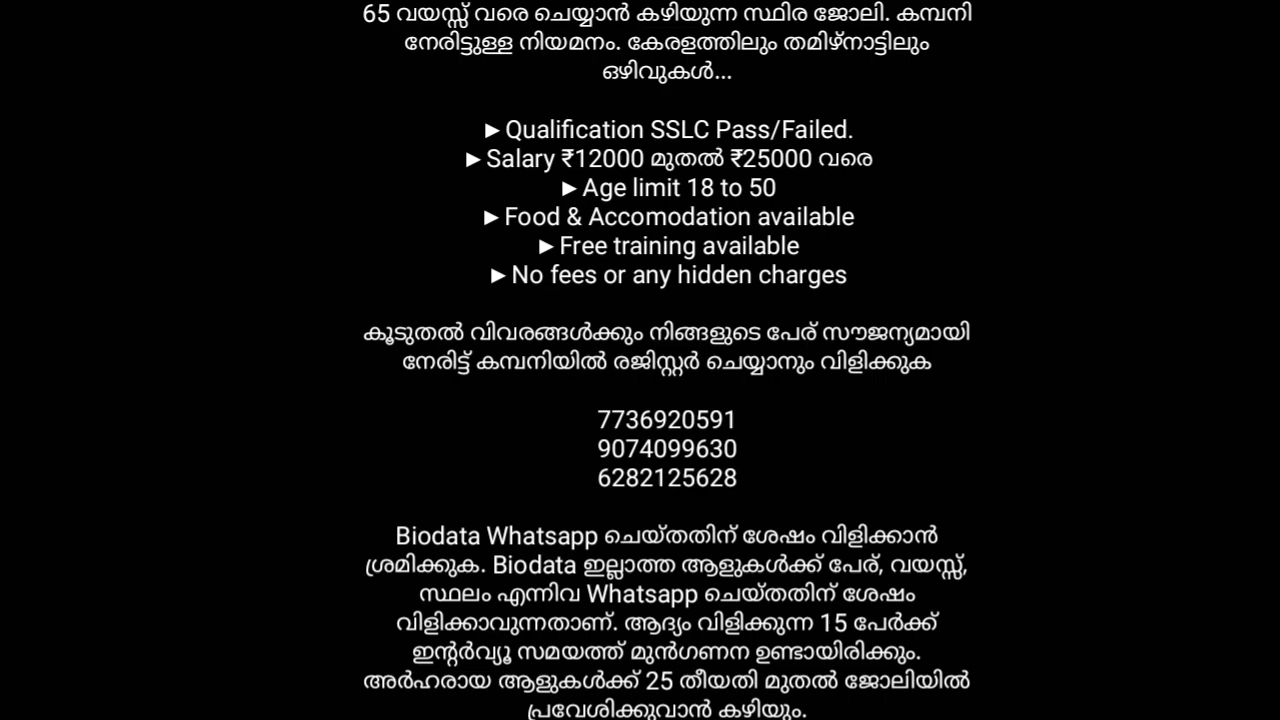 65 വയസ്സ് വരെ ചെയ്യാൻ കഴിയുന്ന സ്ഥിര ജോലി. കമ്പനി
നേരിട്ടുള്ള നിയമനം. കേരളത്തിലും തമിഴ്നാട്ടിലും
ഒഴിവുകൾ...
►Qualification SSLC Pass/Failed.
►Salary ₹12000 മുതൽ ₹25000 വരെ
►Age limit 18 to 50
►Food & Accomodation available
►Free training available
►No fees or any hidden charges
കൂടുതൽ വിവരങ്ങൾക്കും നിങ്ങളുടെ പേര് സൗജന്യമായി
നേരിട്ട് കമ്പനിയിൽ രജിസ്റ്റർ ചെയ്യാനും വിളിക്കുക
7736920591
9074099630
6282125628
Biodata Whatsapp ചെയ്തതിന് ശേഷം വിളിക്കാൻ
ശ്രമിക്കുക. Biodata ഇല്ലാത്ത ആളുകൾക്ക് പേര്, വയസ്സ്,
സ്ഥലം എന്നിവ Whatsapp ചെയ്തതിന് ശേഷം
വിളിക്കാവുന്നതാണ്. ആദ്യം വിളിക്കുന്ന 15 പേർക്ക്
ഇന്റർവ്യൂ സമയത്ത് മുൻഗണന ഉണ്ടായിരിക്കും.
അർഹരായ ആളുകൾക്ക് 25 തീയതി മുതൽ ജോലിയിൽ
പ്രവേശിക്കുവാൻ കഴിയും.